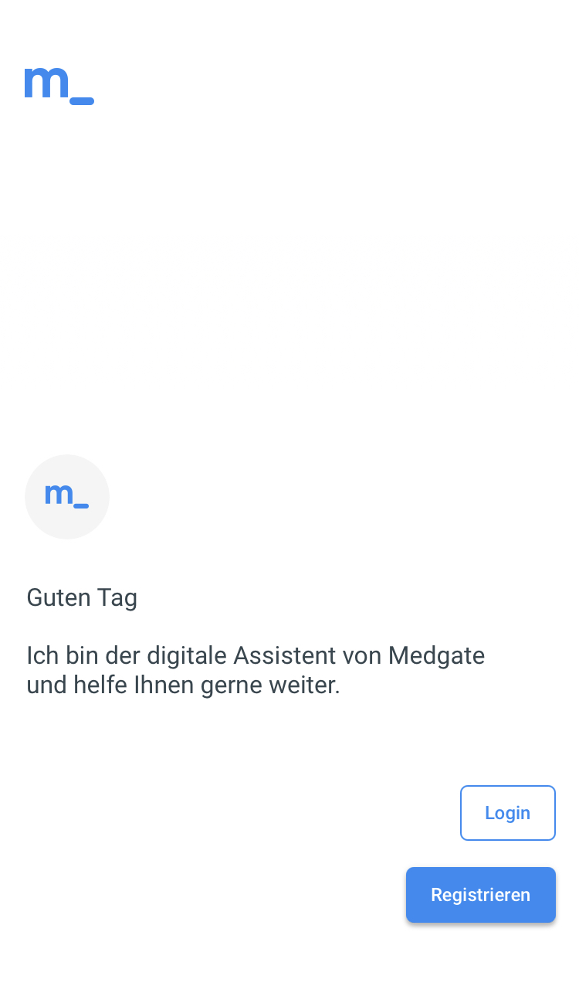 m_
m_
Guten Tag
Ich bin der digitale Assistent von Medgate
und helfe Ihnen gerne weiter.
Login
Registrieren